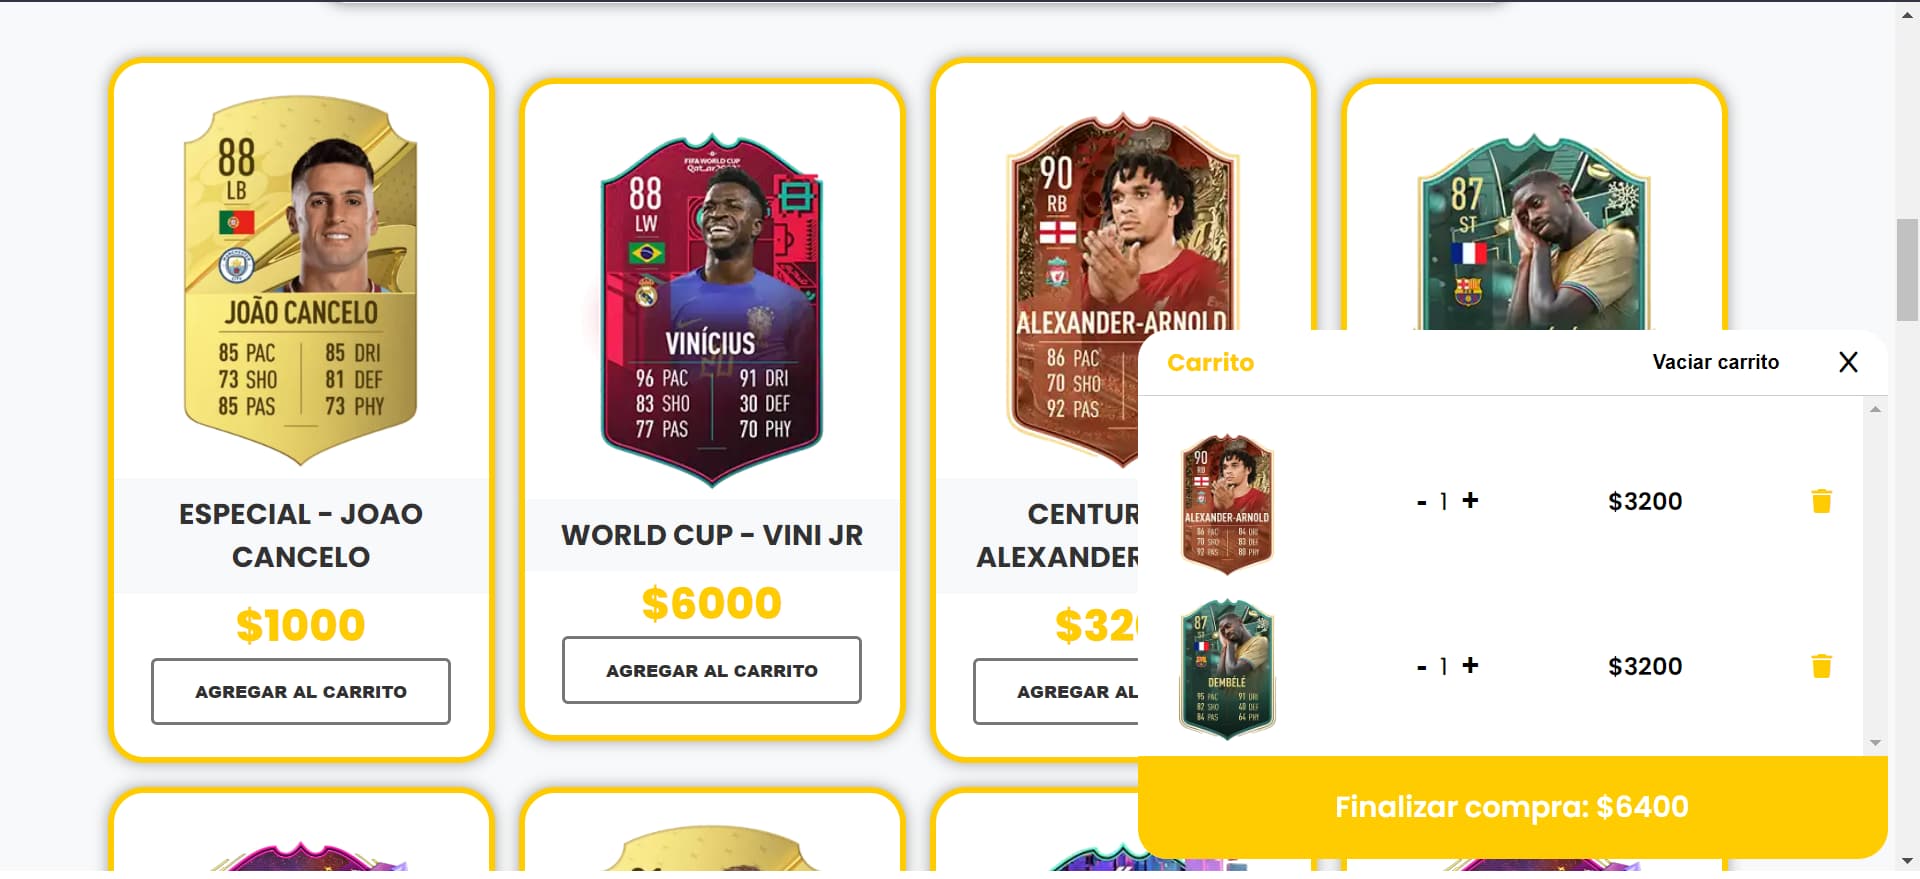 88
LB
JOÃO CANCELO
85 PAC 85 DRI
73 SHO 81 DEF
85 PAS 73 PHY
ESPECIAL - JOAO
CANCELO
$1000
AGREGAR AL CARRITO
FIFA WORLD CUP
88
LW
VINÍCIUS
96 PAC 91 DRI
83 SHO 30 DEF
77 PAS 70 PHY
WORLD CUP - VINI JR
$6000
AGREGAR AL CARRITO
90
RB
ALEXANDER-ARNOLD
86 PAC
70 SHO
92 PAS
CENTUR
ALEXANDER
$32
AGREGAR AL
87
ST
Carrito
Vaciar carrito
X
90
RB
ALEXANDER-ARNOLD
86 PAC 84 DRI
70 SHO 83 DEF
92 PAS 80 PHY
- 1 +
$3200
87
ST
DEMBÉLÉ
95 PAC 91 DRI
82 SHO 40 DEF
84 PAS 64 PHY
- 1 +
$3200
Finalizar compra: $6400